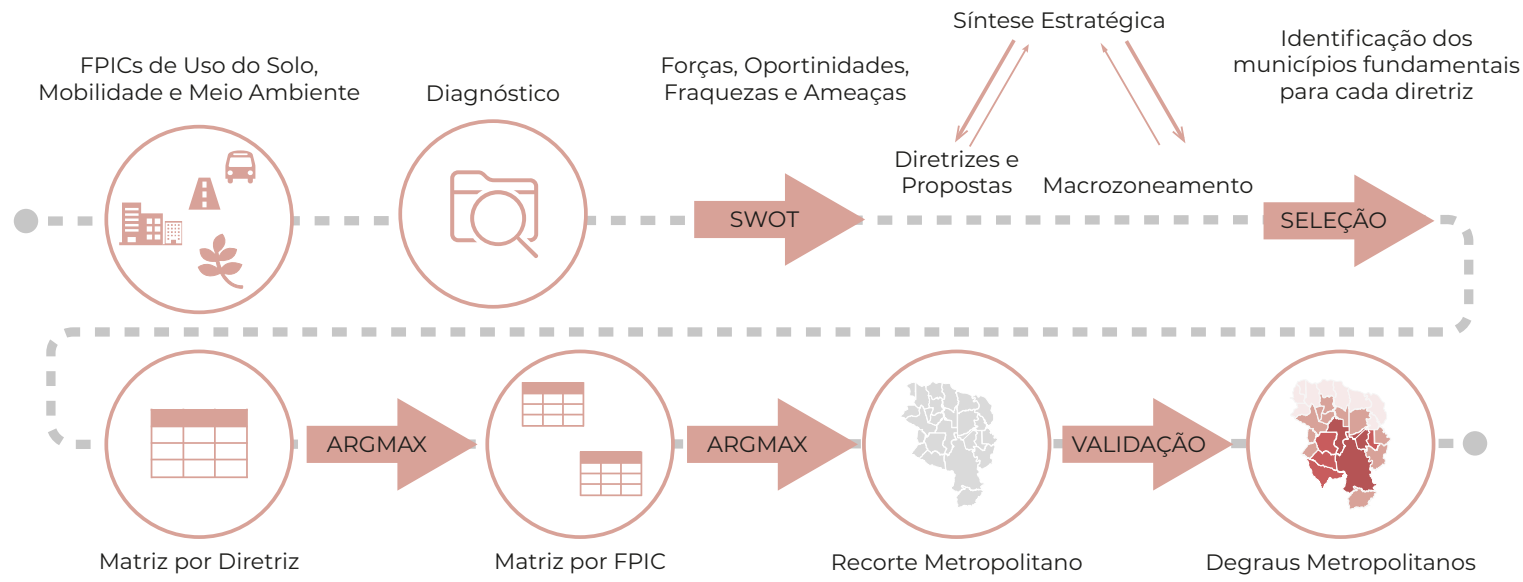 FPICs de Uso do Solo,
Mobilidade e Meio Ambiente
Diagnóstico
Forças, Oportinidades,
Fraquezas e Ameaças
SWOT
Síntese Estratégica
Diretrizes e
Propostas
Macrozoneamento
Identificação dos
municípios fundamentais
para cada diretriz
SELEÇÃO
Matriz por Diretriz
ARGMAX
Matriz por FPIC
ARGMAX
Recorte Metropolitano
VALIDAÇÃO
Degraus Metropolitanos